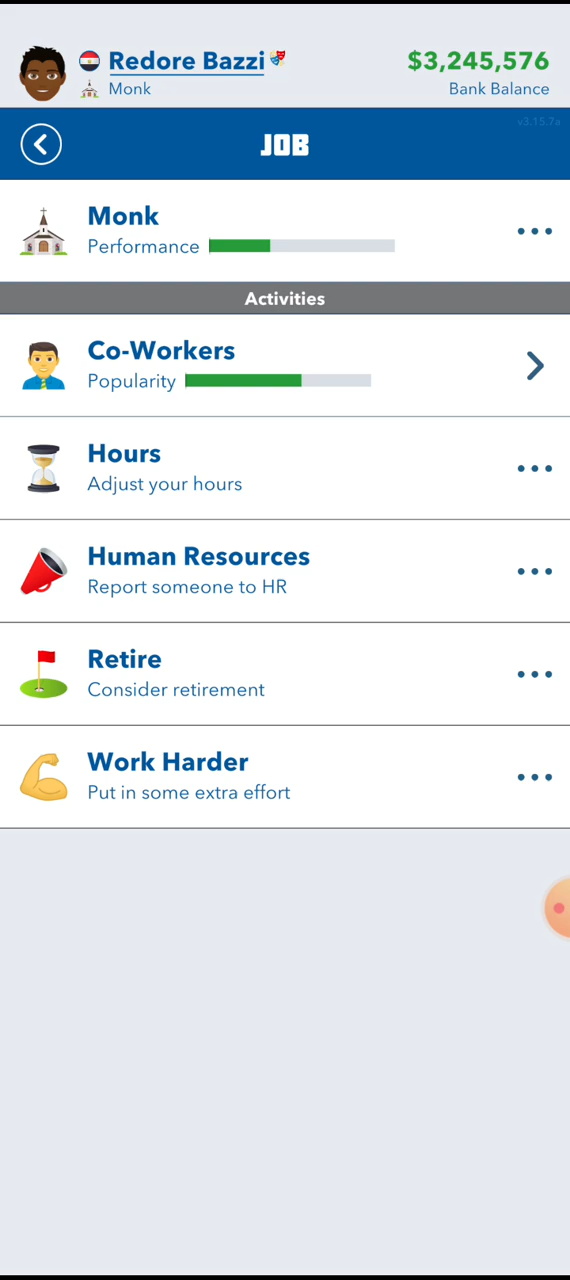 Redore Bazzi
$3,245,576
Monk
Bank Balance
v3.15.7a
JOB
Monk
Performance
Activities
Co-Workers
Popularity
Hours
Adjust your hours
Human Resources
Report someone to HR
Retire
Consider retirement
Work Harder
Put in some extra effort